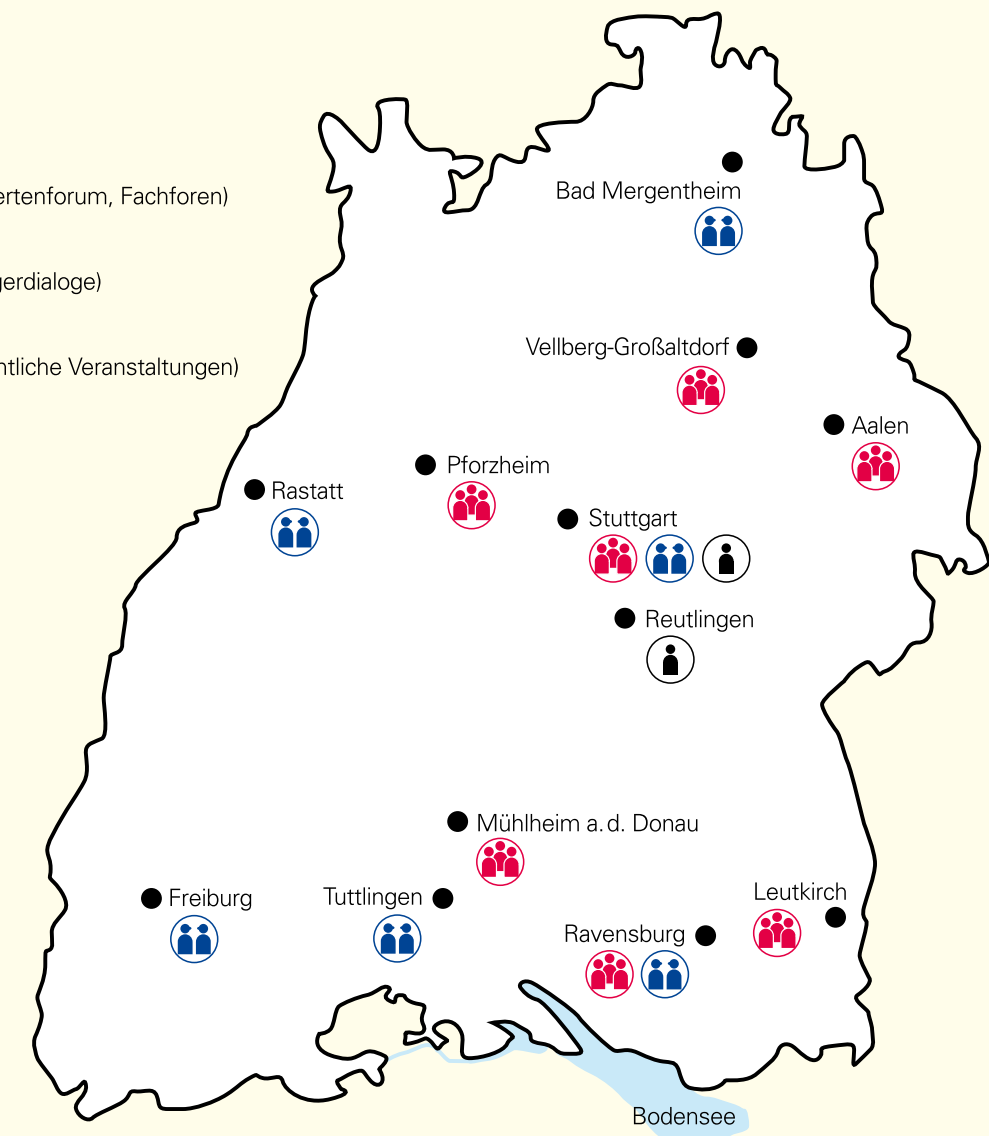 Bad Mergentheim
ertenforum, Fachforen)
gerdialoge)
Vellberg-Großaltdorf
ntliche Veranstaltungen)
Aalen
Pforzheim
Rastatt
Stuttgart
Reutlingen
Mühlheim a. d. Donau
Leutkirch
Freiburg
Tuttlingen
Ravensburg
Bodensee